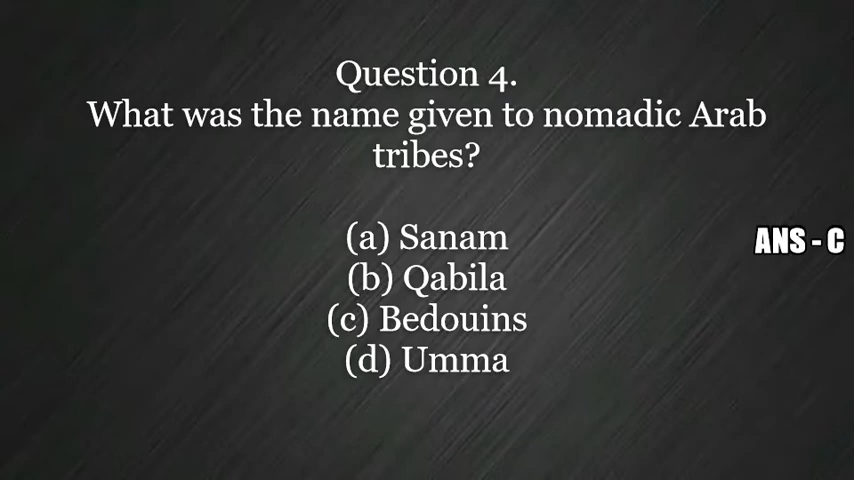 Question 4.
What was the name given to nomadic Arab
tribes?
(a) Sanam
(b) Qabila
(c) Bedouins
(d) Umma
ANS - C